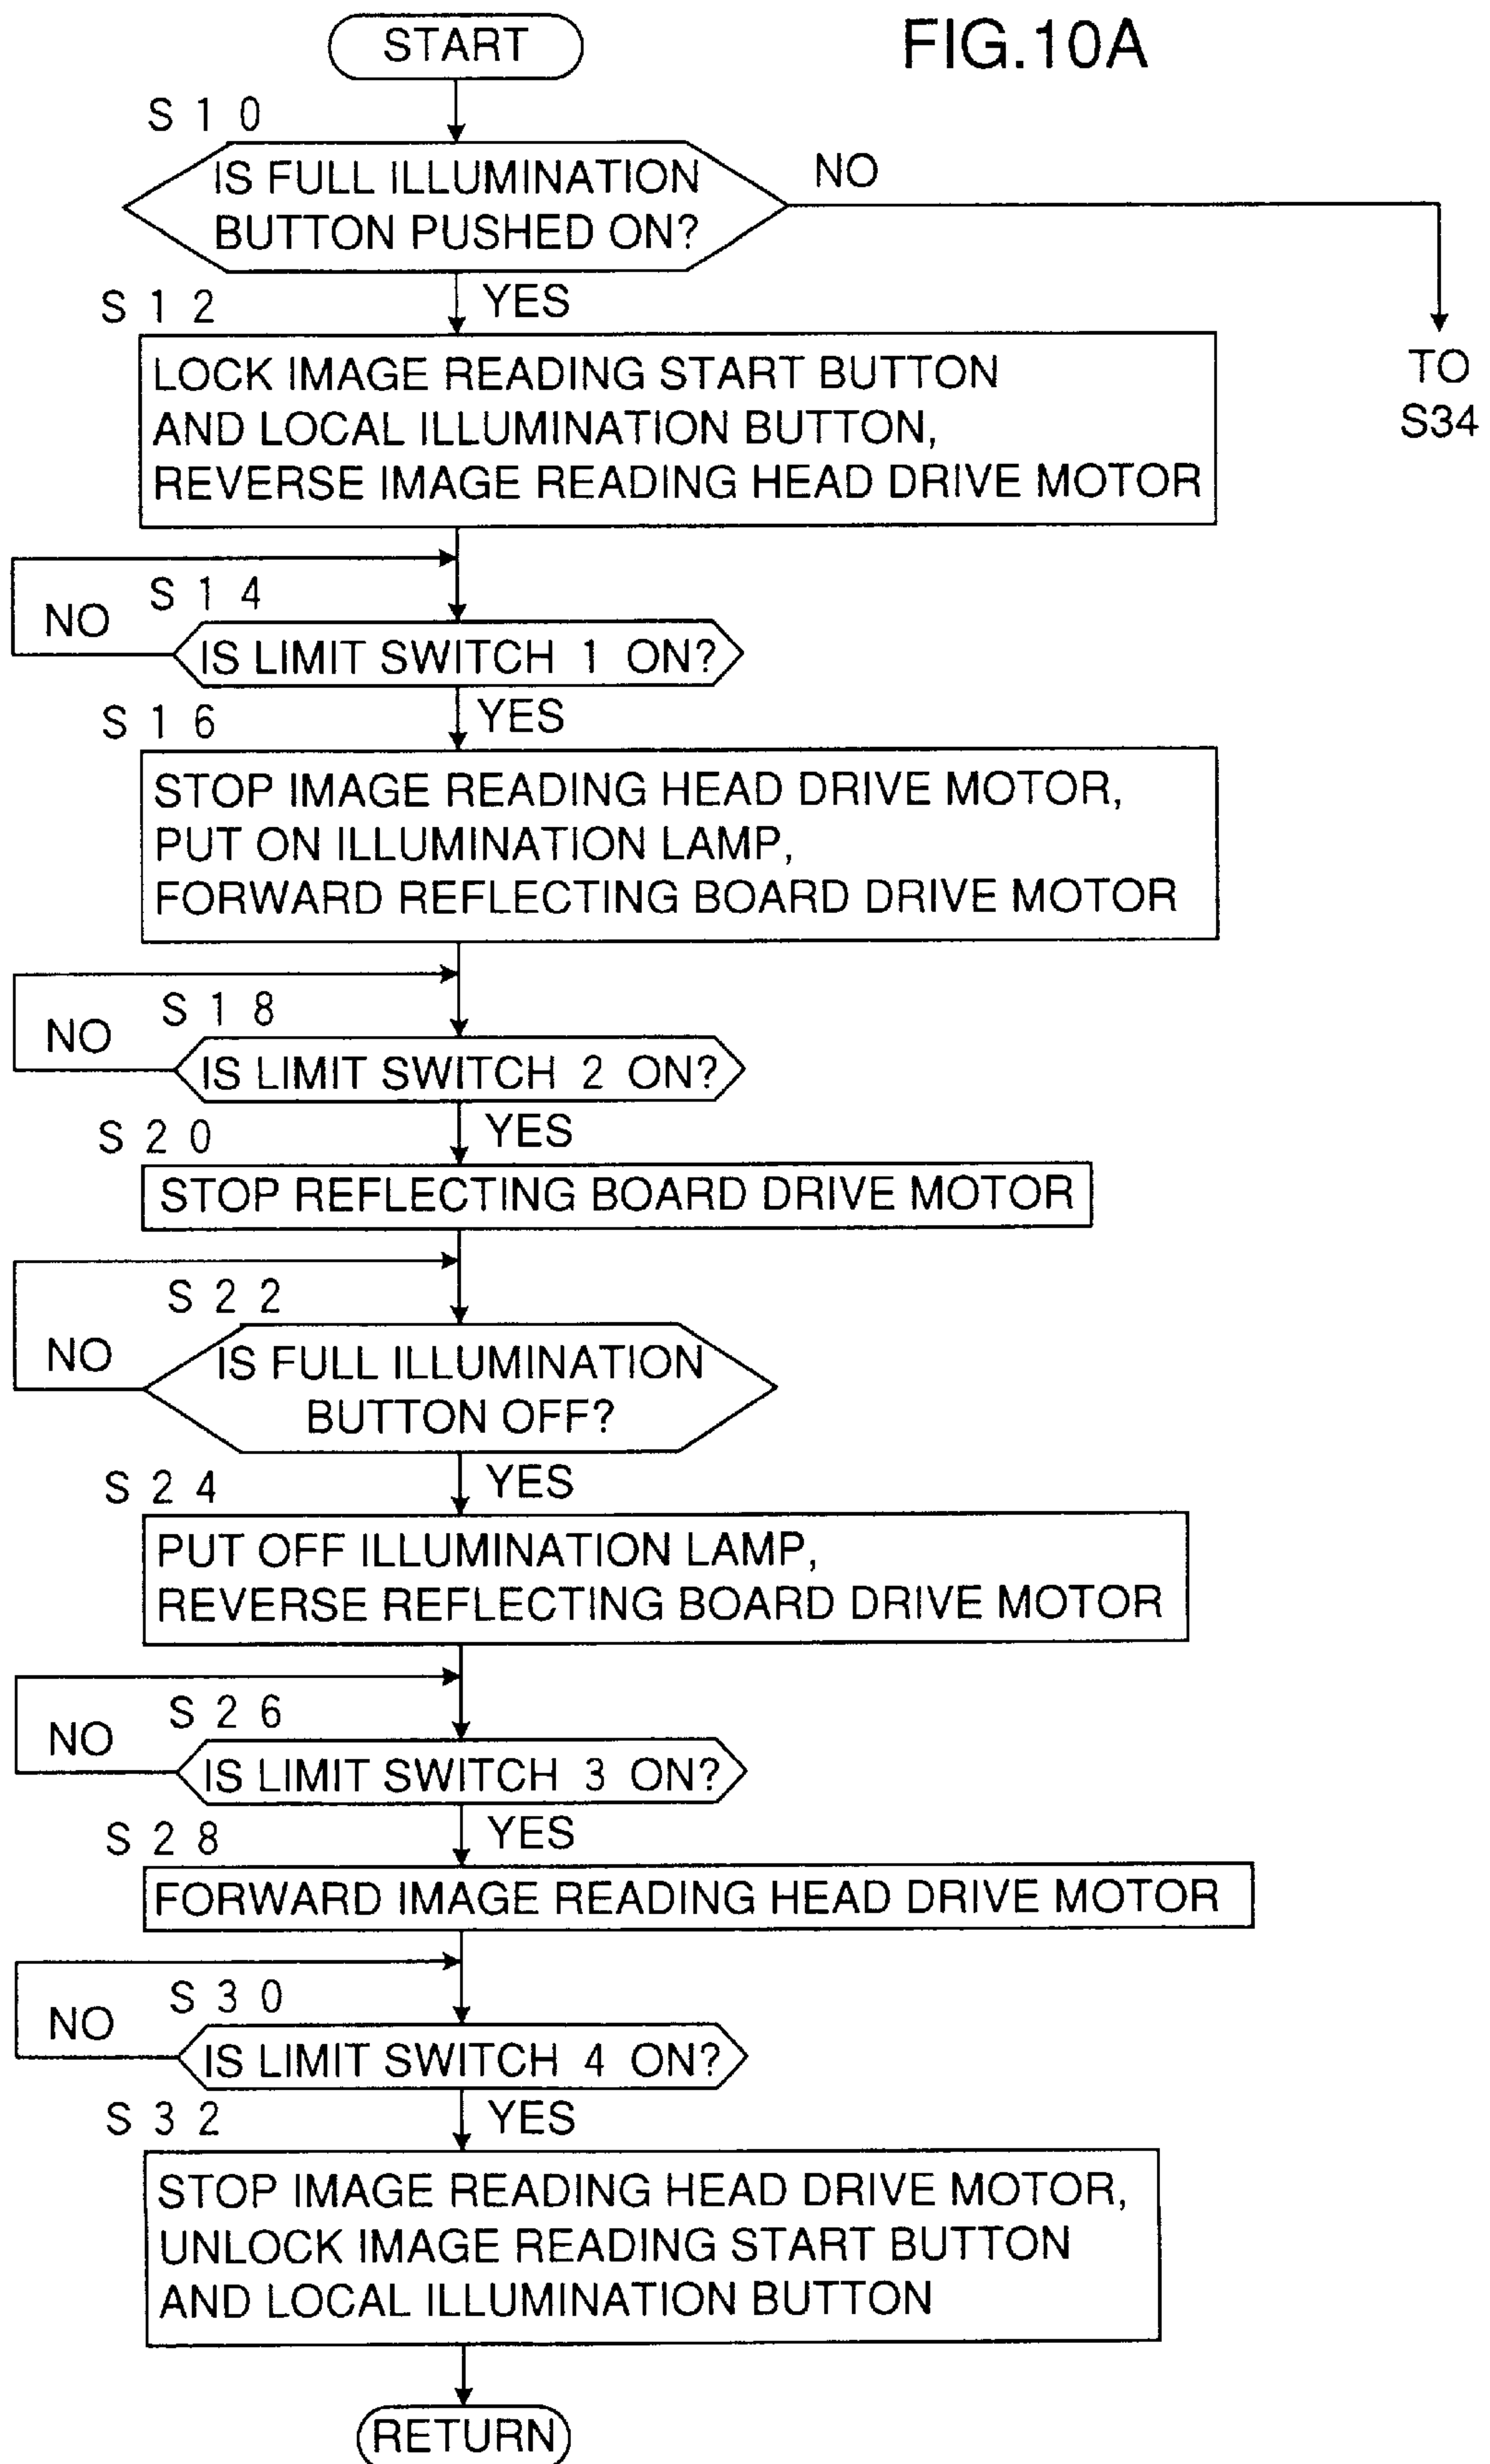 FIG.10A
START
S10
IS FULL ILLUMINATION
BUTTON PUSHED ON?
NO
TO
S34
YES
S12
LOCK IMAGE READING START BUTTON
AND LOCAL ILLUMINATION BUTTON,
REVERSE IMAGE READING HEAD DRIVE MOTOR
S14
NO
IS LIMIT SWITCH 1 ON?
YES
S16
STOP IMAGE READING HEAD DRIVE MOTOR,
PUT ON ILLUMINATION LAMP,
FORWARD REFLECTING BOARD DRIVE MOTOR
S18
NO
IS LIMIT SWITCH 2 ON?
YES
S20
STOP REFLECTING BOARD DRIVE MOTOR
S22
NO
IS FULL ILLUMINATION
BUTTON OFF?
YES
S24
PUT OFF ILLUMINATION LAMP,
REVERSE REFLECTING BOARD DRIVE MOTOR
S26
NO
IS LIMIT SWITCH 3 ON?
YES
S28
FORWARD IMAGE READING HEAD DRIVE MOTOR
S30
NO
IS LIMIT SWITCH 4 ON?
YES
S32
STOP IMAGE READING HEAD DRIVE MOTOR,
UNLOCK IMAGE READING START BUTTON
AND LOCAL ILLUMINATION BUTTON
RETURN